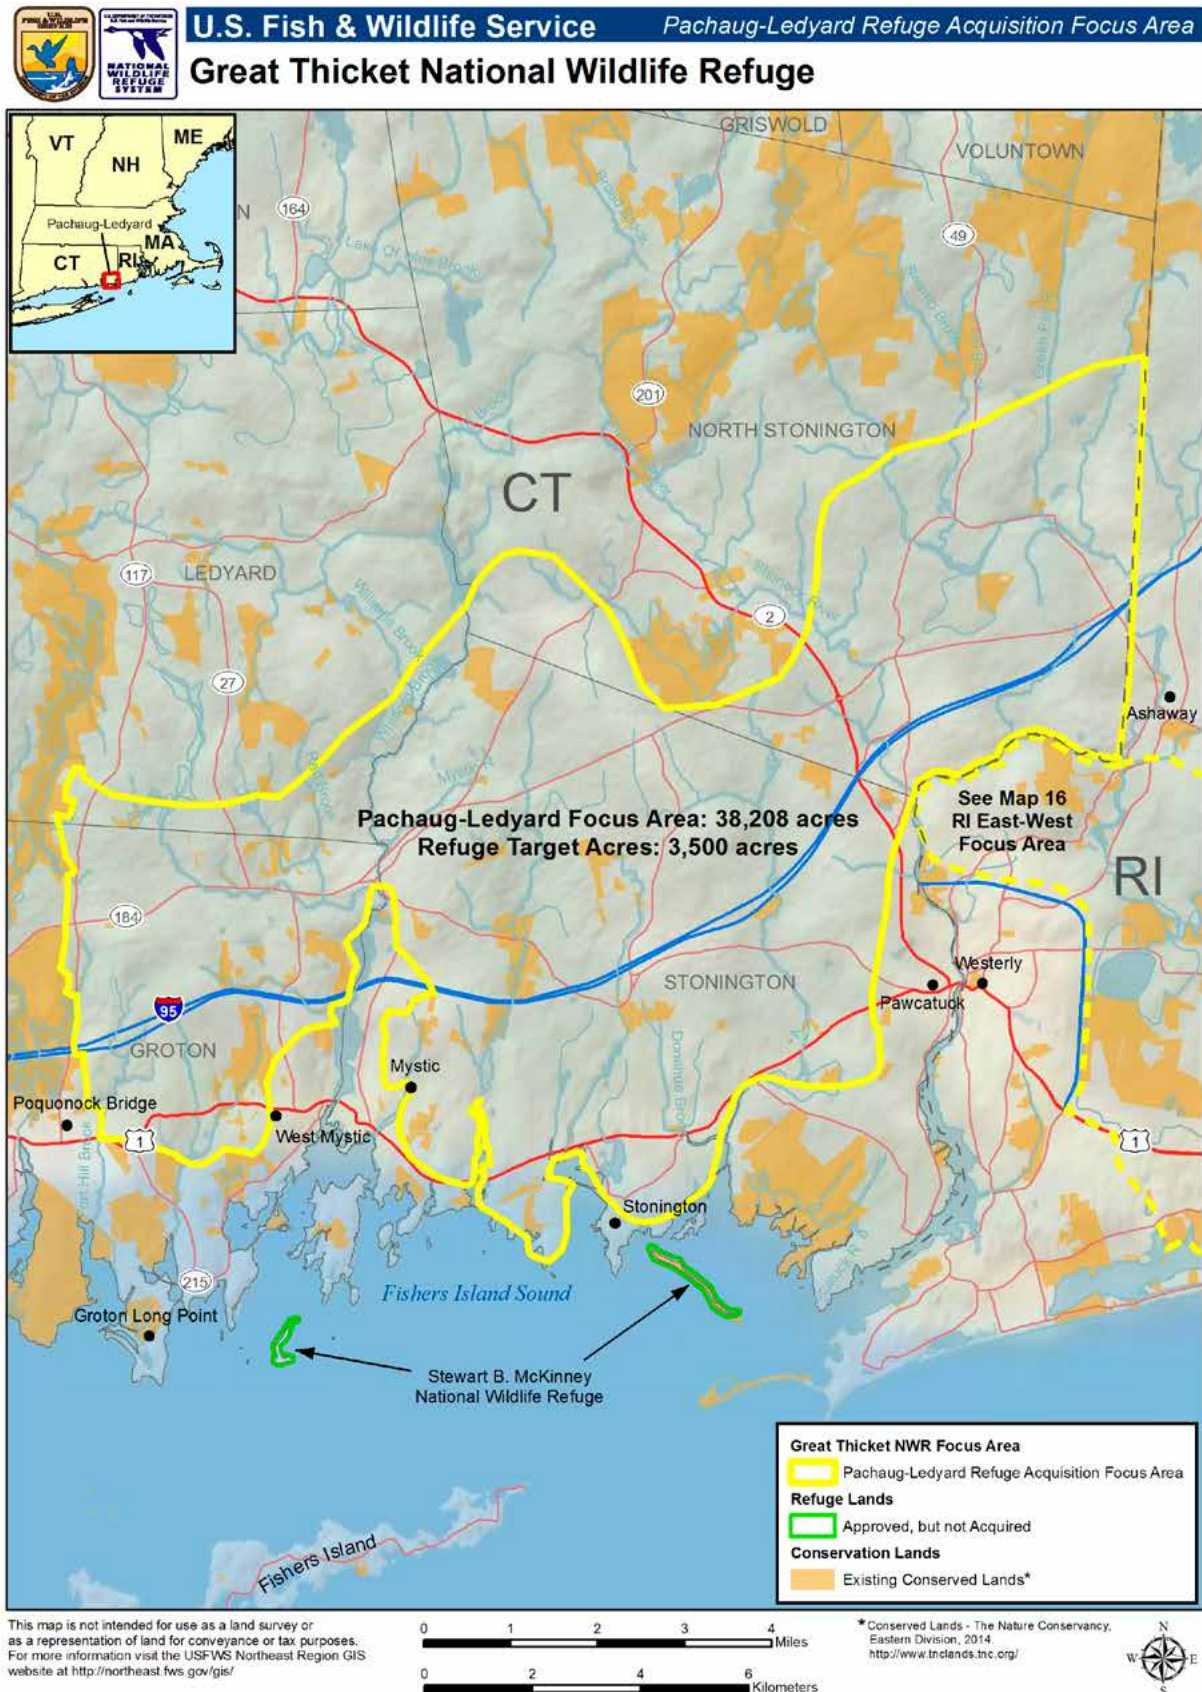 U.S. FISH & WILDLIFE SERVICE
NATIONAL WILDLIFE REFUGE SYSTEM
U.S. Fish & Wildlife Service
Pachaug-Ledyard Refuge Acquisition Focus Area
Great Thicket National Wildlife Refuge
VT
NH
ME
Pachaug-Ledyard
MA
CT
RI
N
164
GRISWOLD
VOLUNTOWN
49
201
NORTH STONINGTON
CT
117
LEDYARD
2
27
Ashaway
Pachaug-Ledyard Focus Area: 38,208 acres
Refuge Target Acres: 3,500 acres
See Map 16
RI East-West
Focus Area
RI
184
STONINGTON
Westerly
Pawcatuck
95
GROTON
Mystic
Poquonock Bridge
1
West Mystic
1
Stonington
215
Fishers Island Sound
Groton Long Point
Stewart B. McKinney
National Wildlife Refuge
Fishers Island
Great Thicket NWR Focus Area
Pachaug-Ledyard Refuge Acquisition Focus Area
Refuge Lands
Approved, but not Acquired
Conservation Lands
Existing Conserved Lands*
This map is not intended for use as a land survey or
as a representation of land for conveyance or tax purposes.
For more information visit the USFWS Northeast Region GIS
website at http://northeast.fws.gov/gis/
0 1 2 3 4 Miles
0 2 4 6 Kilometers
*Conserved Lands - The Nature Conservancy,
Eastern Division, 2014.
http://www.tnclands.tnc.org/
N
W E
S